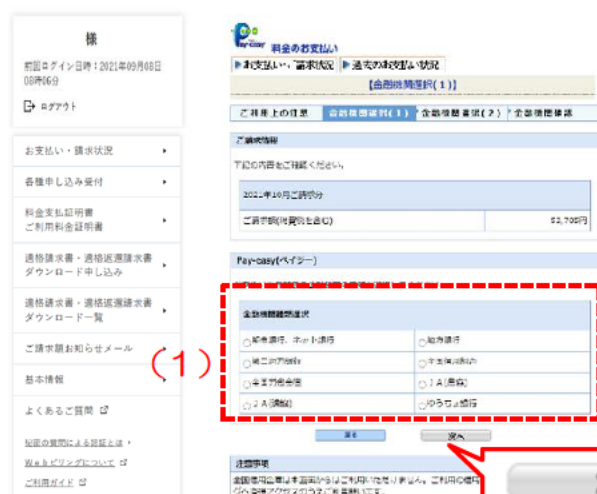 様
前回ログイン日時：2021年09月08日
08時06分
ログアウト
お支払い・請求状況
各種申し込み受付
料金支払証明書
ご利用料金証明書
適格請求書・適格返還請求書
ダウンロード申し込み
適格請求書・適格返還請求書
ダウンロード一覧
ご請求額お知らせメール
基本情報
よくあるご質問
秘密の質問による認証とは
Webビリングについて
ご利用ガイド
Pay-easy 料金のお支払い
お支払い・請求状況 過去のお支払い状況
【金融機関選択(1)】
ご利用上の注意 金融機関選択(1) 金融機関選択(2) 金融機関確認
ご請求情報
下記の内容をご確認ください。
2021年10月ご請求分
ご請求額(消費税を含む) 52,705円
Pay-easy(ペイジー)
金融機関種類選択
都市銀行、ネット銀行 地方銀行
第二地方銀行
ＪＡ(農協)
ゆうちょ銀行
(1)
戻る 次へ
注意事項